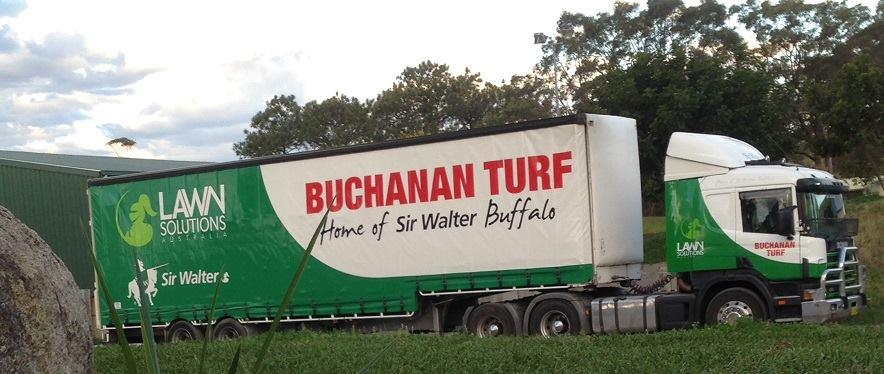 LAWN
SOLUTIONS
AUSTRALIA
Sir Walter
BUCHANAN TURF
Home of Sir Walter Buffalo
LAWN
SOLUTIONS
BUCHANAN
TURF